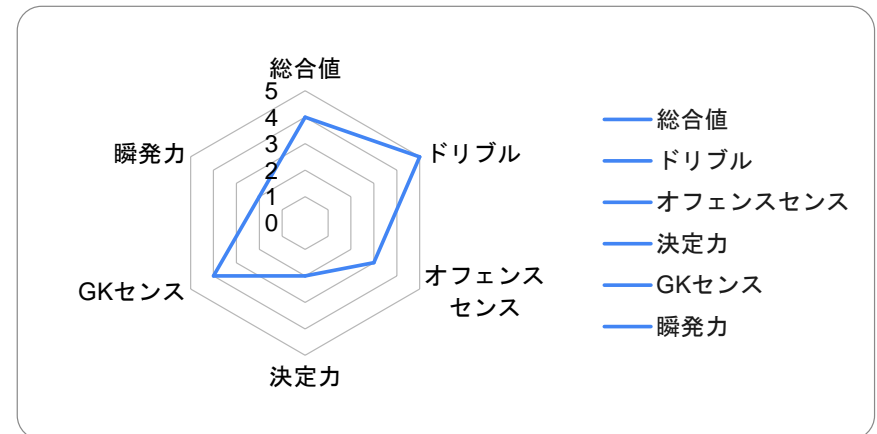 総合値
5
4
3
2
1
0
瞬発力
ドリブル
GKセンス
オフェンス
センス
決定力
総合値
ドリブル
オフェンスセンス
決定力
GKセンス
瞬発力